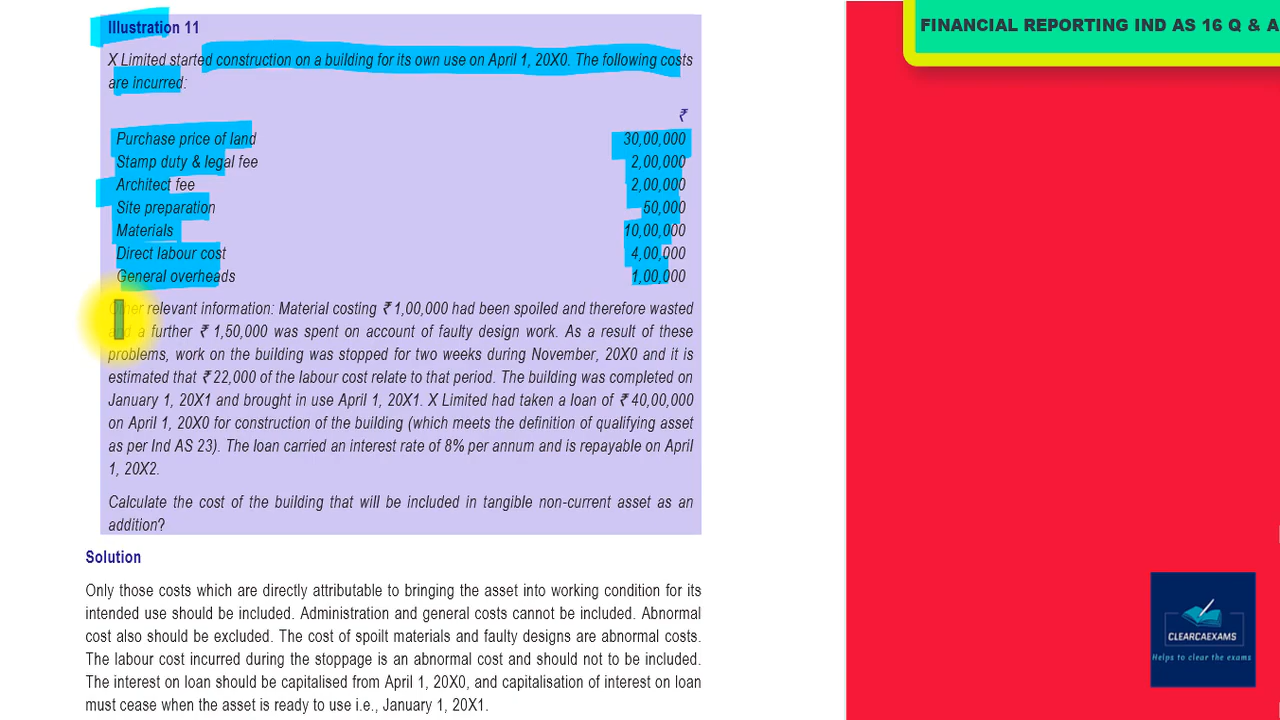 FINANCIAL REPORTING IND AS 16 Q & A
Illustration 11
X Limited started construction on a building for its own use on April 1, 20X0. The following costs
are incurred:
₹
Purchase price of land 30,00,000
Stamp duty & legal fee 2,00,000
Architect fee 2,00,000
Site preparation 50,000
Materials 10,00,000
Direct labour cost 4,00,000
General overheads 1,00,000
Other relevant information: Material costing ₹ 1,00,000 had been spoiled and therefore wasted
and a further ₹ 1,50,000 was spent on account of faulty design work. As a result of these
problems, work on the building was stopped for two weeks during November, 20X0 and it is
estimated that ₹ 22,000 of the labour cost relate to that period. The building was completed on
January 1, 20X1 and brought in use April 1, 20X1. X Limited had taken a loan of ₹ 40,00,000
on April 1, 20X0 for construction of the building (which meets the definition of qualifying asset
as per Ind AS 23). The loan carried an interest rate of 8% per annum and is repayable on April
1, 20X2.
Calculate the cost of the building that will be included in tangible non-current asset as an
addition?
Solution
Only those costs which are directly attributable to bringing the asset into working condition for its
intended use should be included. Administration and general costs cannot be included. Abnormal
cost also should be excluded. The cost of spoilt materials and faulty designs are abnormal costs.
The labour cost incurred during the stoppage is an abnormal cost and should not to be included.
The interest on loan should be capitalised from April 1, 20X0, and capitalisation of interest on loan
must cease when the asset is ready to use i.e., January 1, 20X1.
CLEARCAEXAMS
Helps to clear the exams